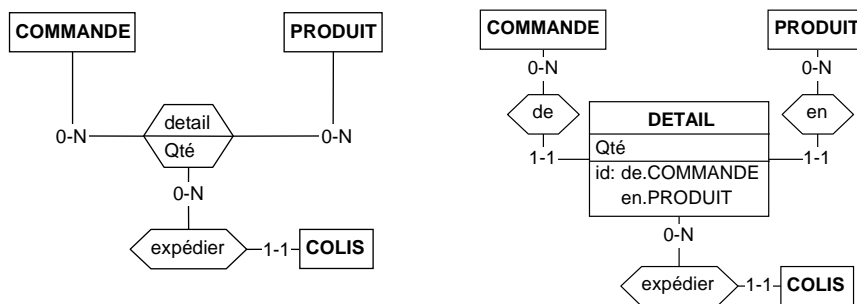 COMMANDE
PRODUIT
0-N
detail
0-N
Qté
0-N
expédier
1-1
COLIS
COMMANDE
PRODUIT
0-N
0-N
de
DETAIL
en
Qté
1-1
1-1
id: de.COMMANDE
en.PRODUIT
0-N
expédier
1-1
COLIS